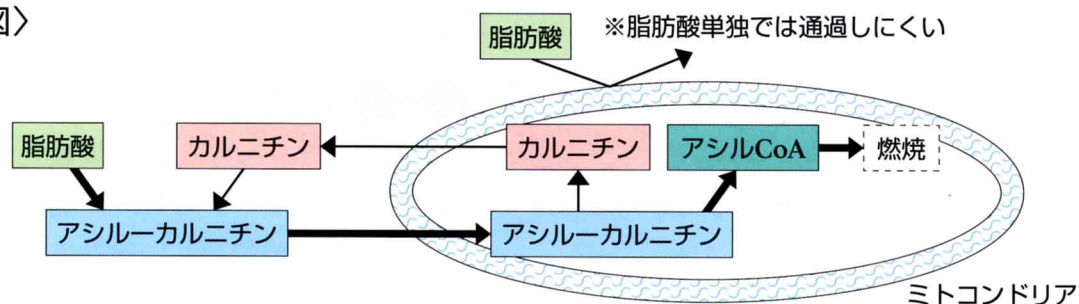 図〉
脂肪酸
※脂肪酸単独では通過しにくい
脂肪酸
カルニチン
カルニチン
アシルCoA
燃焼
アシルーカルニチン
アシルーカルニチン
ミトコンドリア